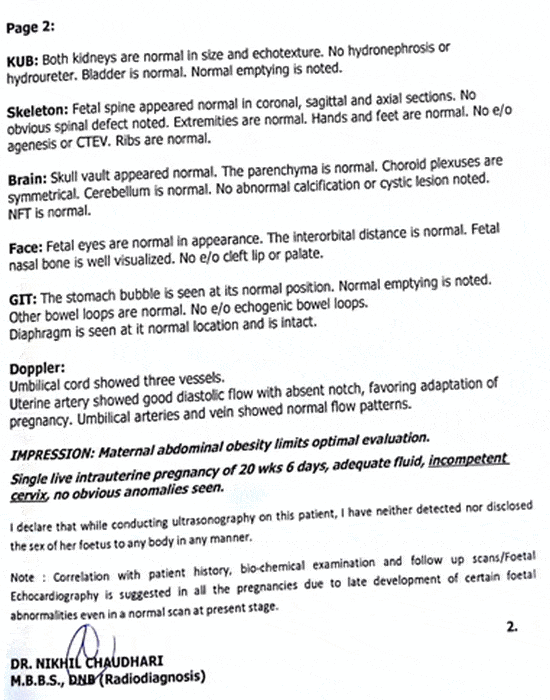 Page 2:
KUB: Both kidneys are normal in size and echotexture. No hydronephrosis or
hydroureter. Bladder is normal. Normal emptying is noted.
Skeleton: Fetal spine appeared normal in coronal, sagittal and axial sections. No
obvious spinal defect noted. Extremities are normal. Hands and feet are normal. No e/o
agenesis or CTEV. Ribs are normal.
Brain: Skull vault appeared normal. The parenchyma is normal. Choroid plexuses are
symmetrical. Cerebellum is normal. No abnormal calcification or cystic lesion noted.
NFT is normal.
Face: Fetal eyes are normal in appearance. The interorbital distance is normal. Fetal
nasal bone is well visualized. No e/o cleft lip or palate.
GIT: The stomach bubble is seen at its normal position. Normal emptying is noted.
Other bowel loops are normal. No e/o echogenic bowel loops.
Diaphragm is seen at it normal location and is intact.
Doppler:
Umbilical cord showed three vessels.
Uterine artery showed good diastolic flow with absent notch, favoring adaptation of
pregnancy. Umbilical arteries and vein showed normal flow patterns.
IMPRESSION: Maternal abdominal obesity limits optimal evaluation.
Single live intrauterine pregnancy of 20 wks 6 days, adequate fluid, incompetent
cervix, no obvious anomalies seen.
I declare that while conducting ultrasonography on this patient, I have neither detected nor disclosed
the sex of her foetus to any body in any manner.
Note : Correlation with patient history, bio-chemical examination and follow up scans/Foetal
Echocardiography is suggested in all the pregnancies due to late development of certain foetal
abnormalities even in a normal scan at present stage.
2.
DR. NIKHIL CHAUDHARI
M.B.B.S., DNB (Radiodiagnosis)